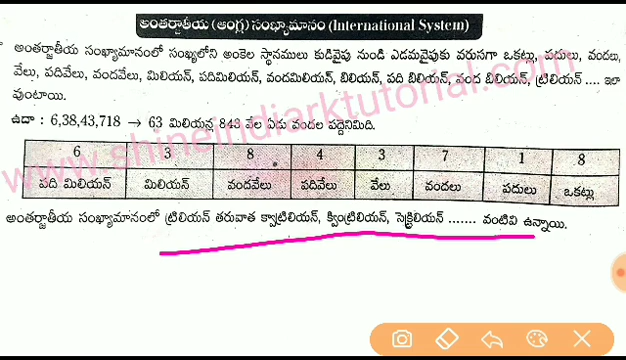 అంతర్జాతీయ (ఆంగ్ల) సంఖ్యామానం (International System)
అంతర్జాతీయ సంఖ్యామానంలో సంఖ్యలోని అంకెల స్థానములు కుడివైపు నుండి ఎడమవైపుకు వరుసగా ఒకట్లు, పదులు, వందలు,
వేలు, పదివేలు, వందవేలు, మిలియన్, పదిమిలియన్, వందమిలియన్, బిలియన్, పది బిలియన్, వంద బిలియన్, ట్రిలియన్ .... ఇలా
వుంటాయి.
ఉదా : 6,38,43,718 → 63 మిలియన్ల 843 వేల ఏడు వందల పద్దెనిమిది.
6 3 8 4 3 7 1 8
పది మిలియన్ మిలియన్ వందవేలు పదివేలు వేలు వందలు పదులు ఒకట్లు
అంతర్జాతీయ సంఖ్యామానంలో ట్రిలియన్ తరువాత క్వాట్రిలియన్, క్వింట్రిలియన్, సెక్ట్రిలియన్ ....... వంటివి ఉన్నాయి.
www.shineindiarktutorial.com